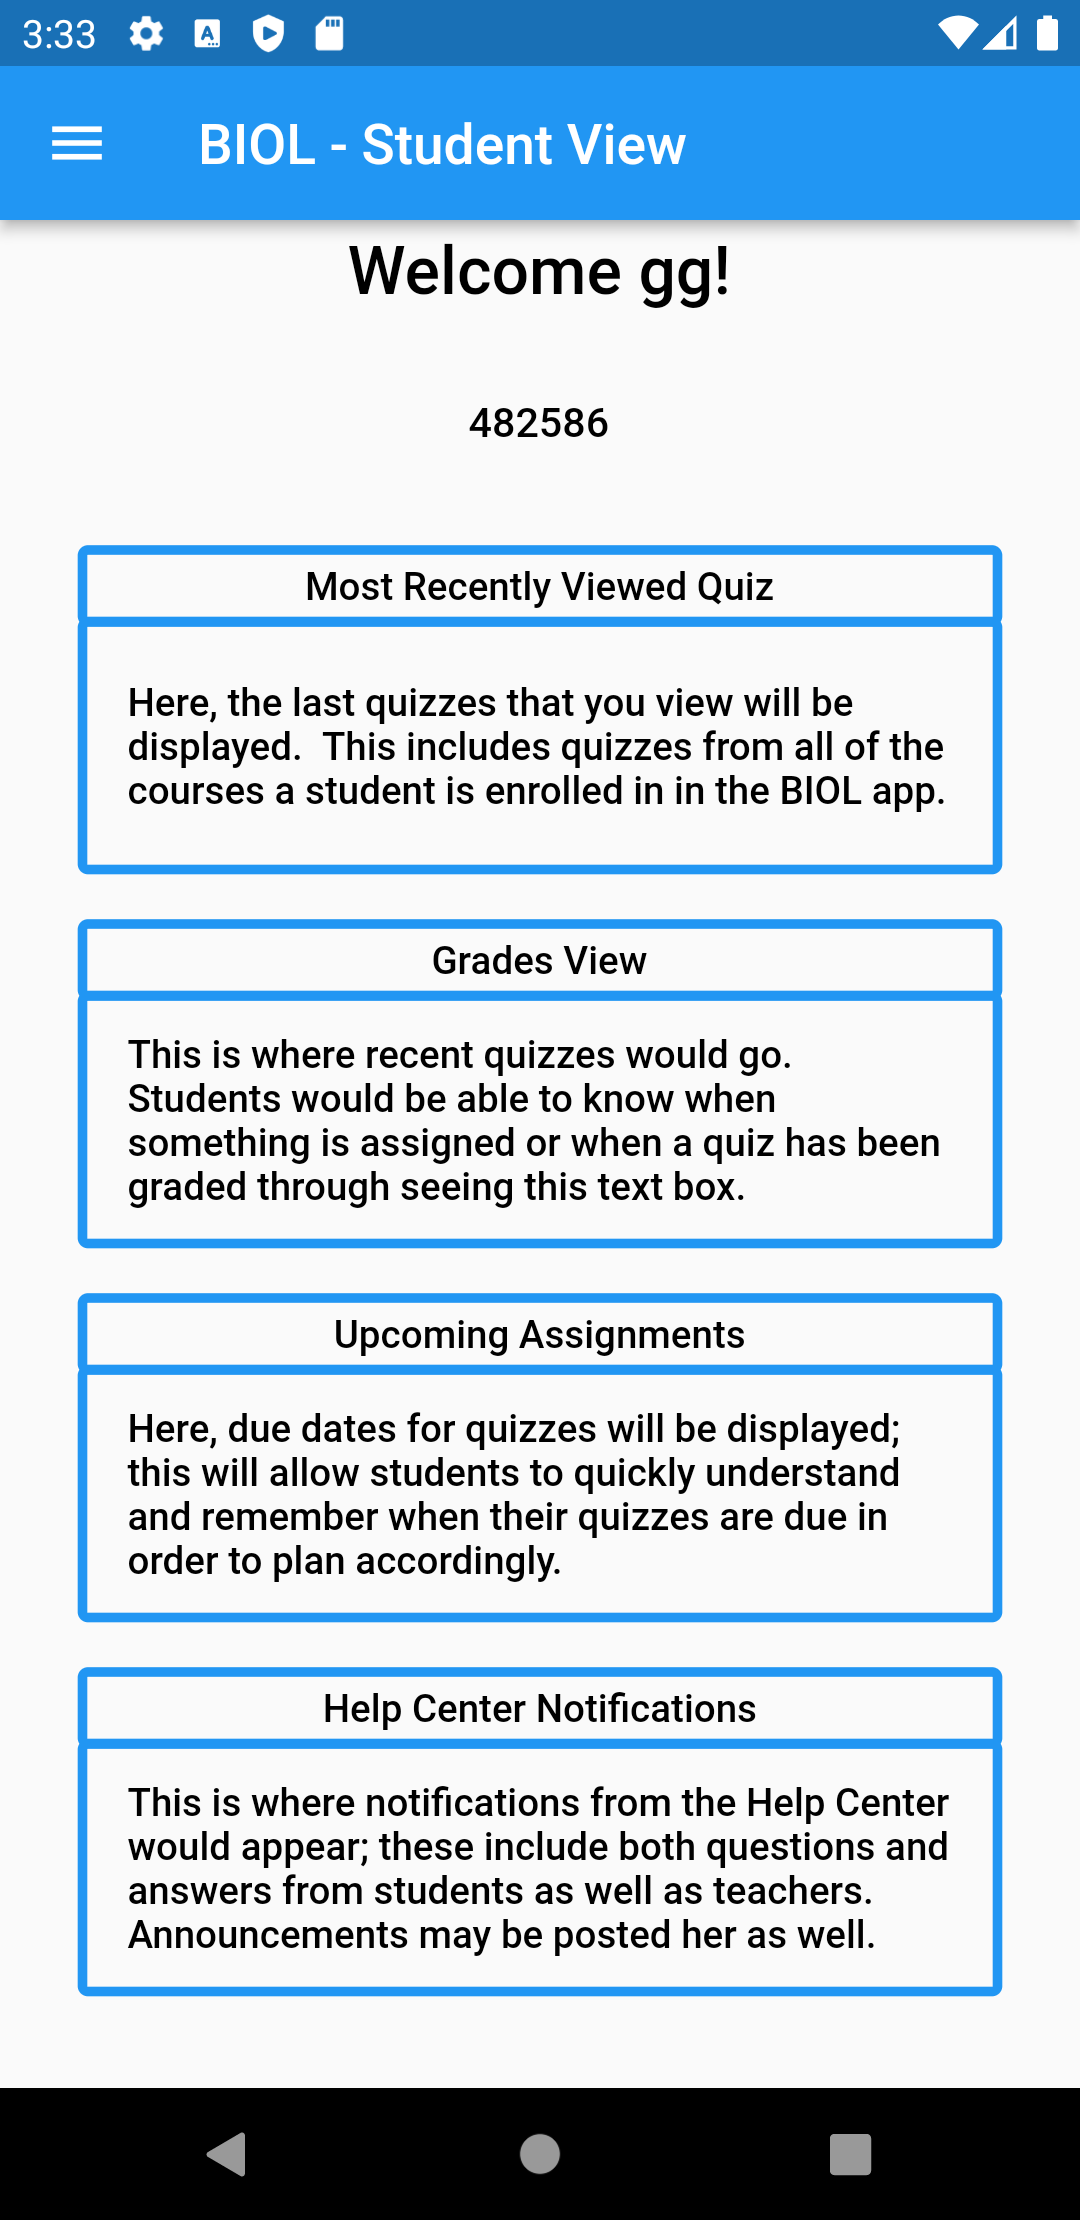 3:33
BIOL - Student View
Welcome gg!
482586
Most Recently Viewed Quiz
Here, the last quizzes that you view will be
displayed.  This includes quizzes from all of the
courses a student is enrolled in in the BIOL app.
Grades View
This is where recent quizzes would go.
Students would be able to know when
something is assigned or when a quiz has been
graded through seeing this text box.
Upcoming Assignments
Here, due dates for quizzes will be displayed;
this will allow students to quickly understand
and remember when their quizzes are due in
order to plan accordingly.
Help Center Notifications
This is where notifications from the Help Center
would appear; these include both questions and
answers from students as well as teachers.
Announcements may be posted her as well.